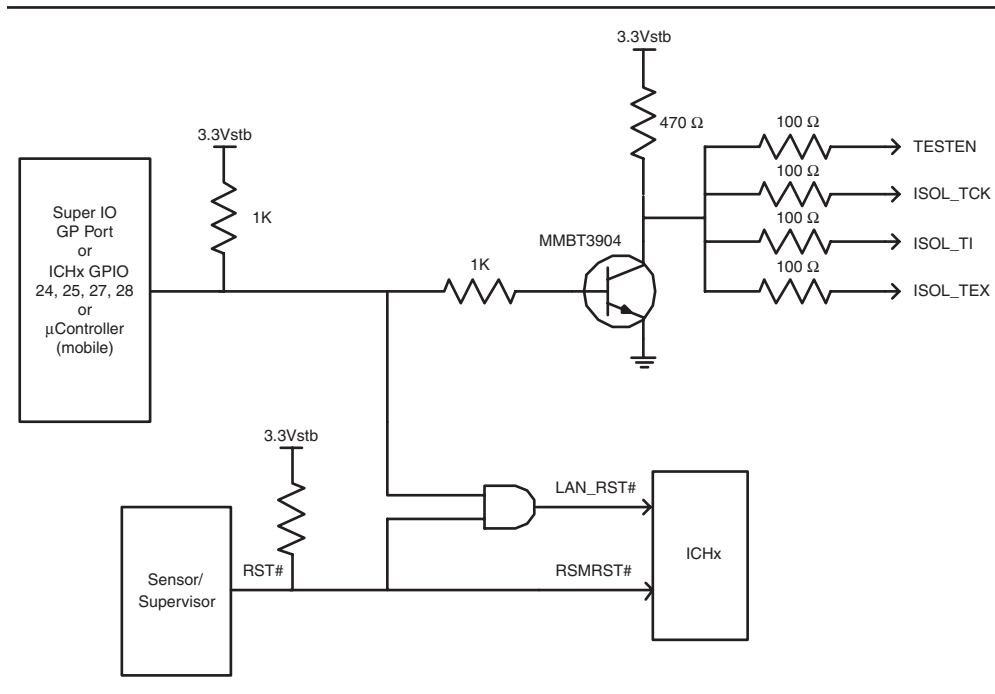 3.3Vstb
470 Ω
100 Ω
TESTEN
100 Ω
ISOL_TCK
100 Ω
ISOL_TI
100 Ω
ISOL_TEX
3.3Vstb
1K
MMBT3904
1K
Super IO
GP Port
or
ICHx GPIO
24, 25, 27, 28
or
µController
(mobile)
3.3Vstb
LAN_RST#
RST#
RSMRST#
Sensor/
Supervisor
ICHx